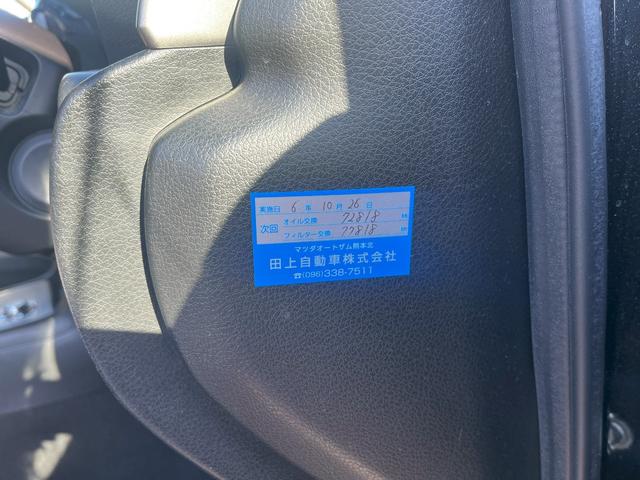 実施日 6 年 10 月 26 日
次回 オイル交換 72818 km
フィルター交換 77818 km
マツダオートザム熊本北
田上自動車株式会社
☎(096)338-7511